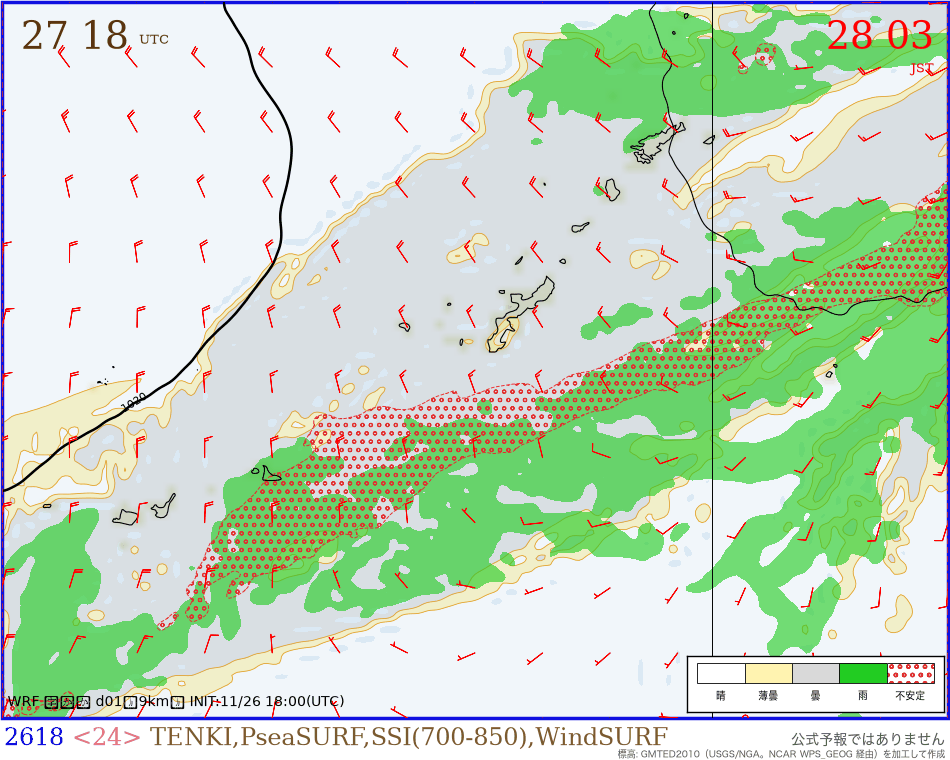 27 18 UTC
28 03
JST
1020
WRF d01 9km INIT:11/26 18:00(UTC)
晴 薄曇 曇 雨 不安定
2618 <24> TENKI,PseaSURF,SSI(700-850),WindSURF
公式予報ではありません
標高: GMTED2010（USGS/NGA。NCAR WPS_GEOG 経由）を加工して作成